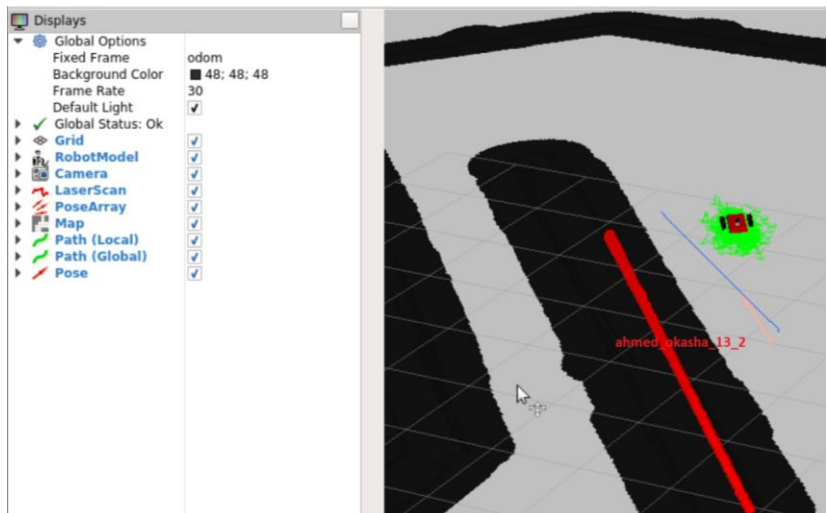 Displays
Global Options
Fixed Frame odom
Background Color 48; 48; 48
Frame Rate 30
Default Light
Global Status: Ok
Grid
RobotModel
Camera
LaserScan
PoseArray
Map
Path (Local)
Path (Global)
Pose
ahmed_okasha_13_2